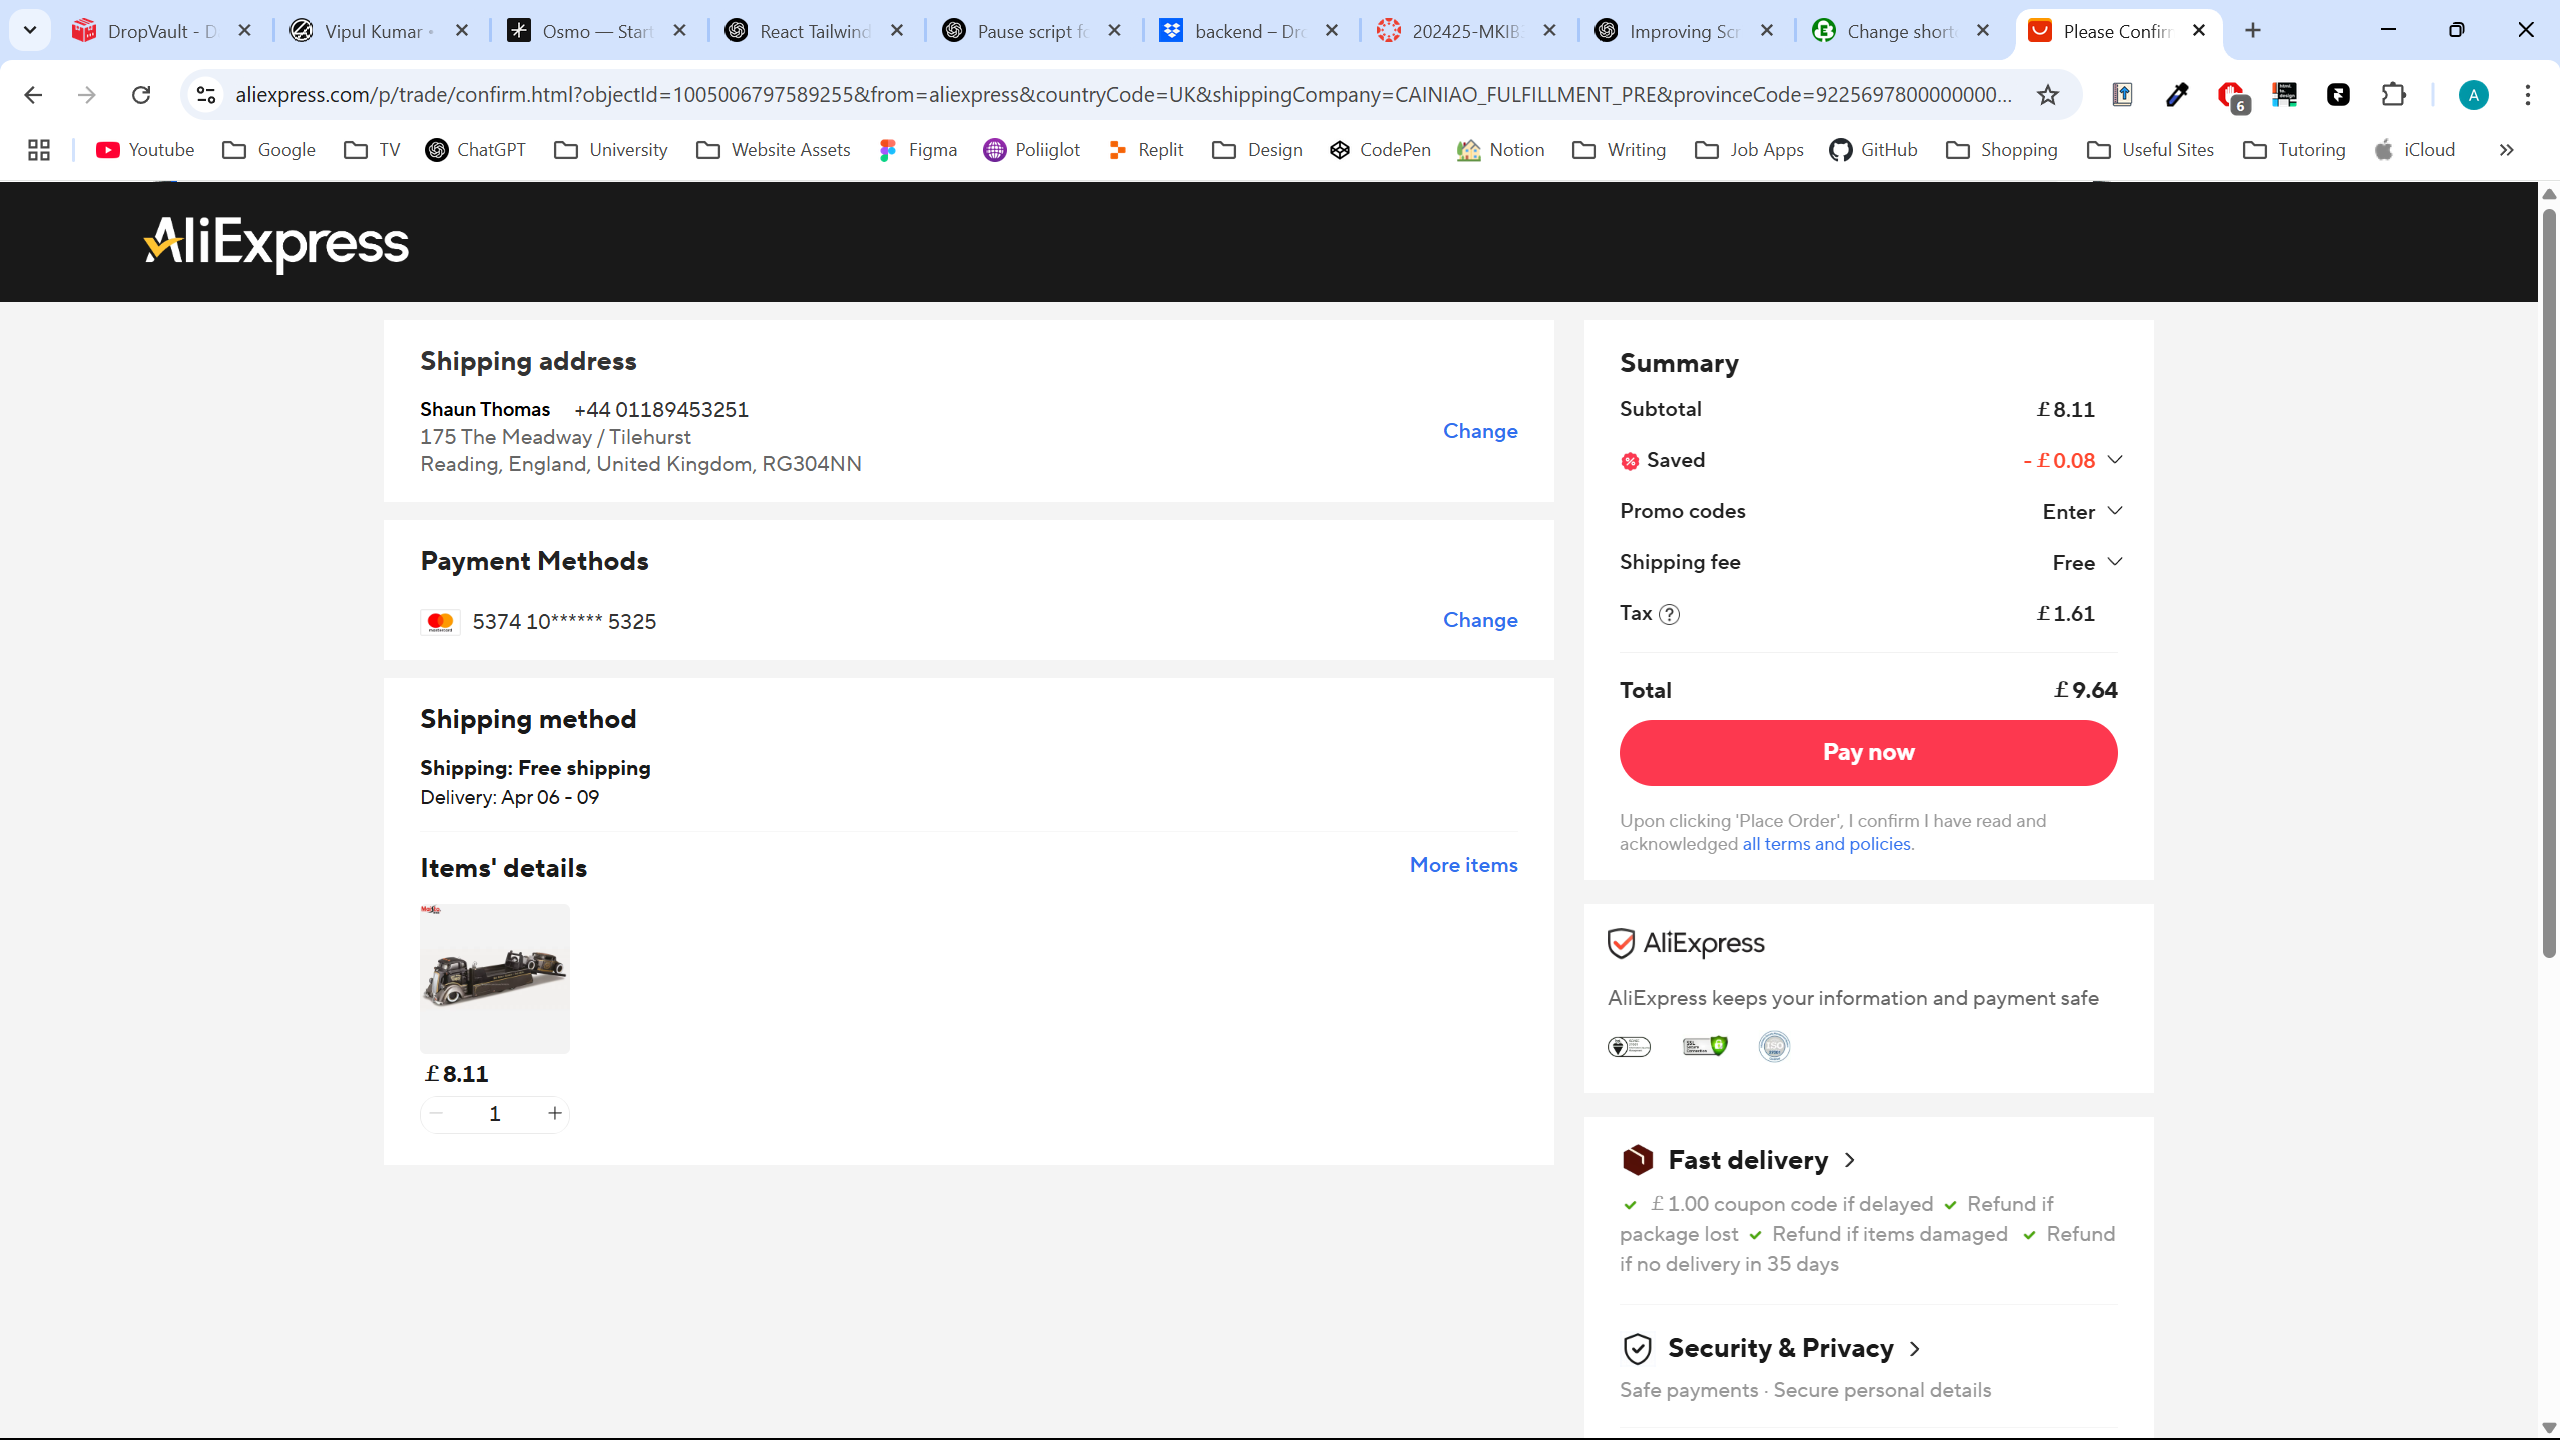 DropVault - D
Vipul Kumar •
Osmo — Start
React Tailwind
Pause script fo
backend – Dro
202425-MKIB
Improving Scr
Change short
Please Confirm
aliexpress.com/p/trade/confirm.html?objectId=1005006797589255&from=aliexpress&countryCode=UK&shippingCompany=CAINIAO_FULFILLMENT_PRE&provinceCode=9225697800000000...
6
A
Youtube
Google
TV
ChatGPT
University
Website Assets
Figma
Poliiglot
Replit
Design
CodePen
Notion
Writing
Job Apps
GitHub
Shopping
Useful Sites
Tutoring
iCloud
AliExpress
Shipping address
Shaun Thomas +44 01189453251
175 The Meadway / Tilehurst
Reading, England, United Kingdom, RG304NN
Change
Payment Methods
5374 10****** 5325
Change
Shipping method
Shipping: Free shipping
Delivery: Apr 06 - 09
Items' details
More items
Maisto
£8.11
1
Summary
Subtotal £8.11
Saved -£0.08
Promo codes Enter
Shipping fee Free
Tax ? £1.61
Total £9.64
Pay now
Upon clicking 'Place Order', I confirm I have read and
acknowledged all terms and policies.
AliExpress
AliExpress keeps your information and payment safe
Fast delivery
£1.00 coupon code if delayed Refund if
package lost Refund if items damaged Refund
if no delivery in 35 days
Security & Privacy
Safe payments · Secure personal details